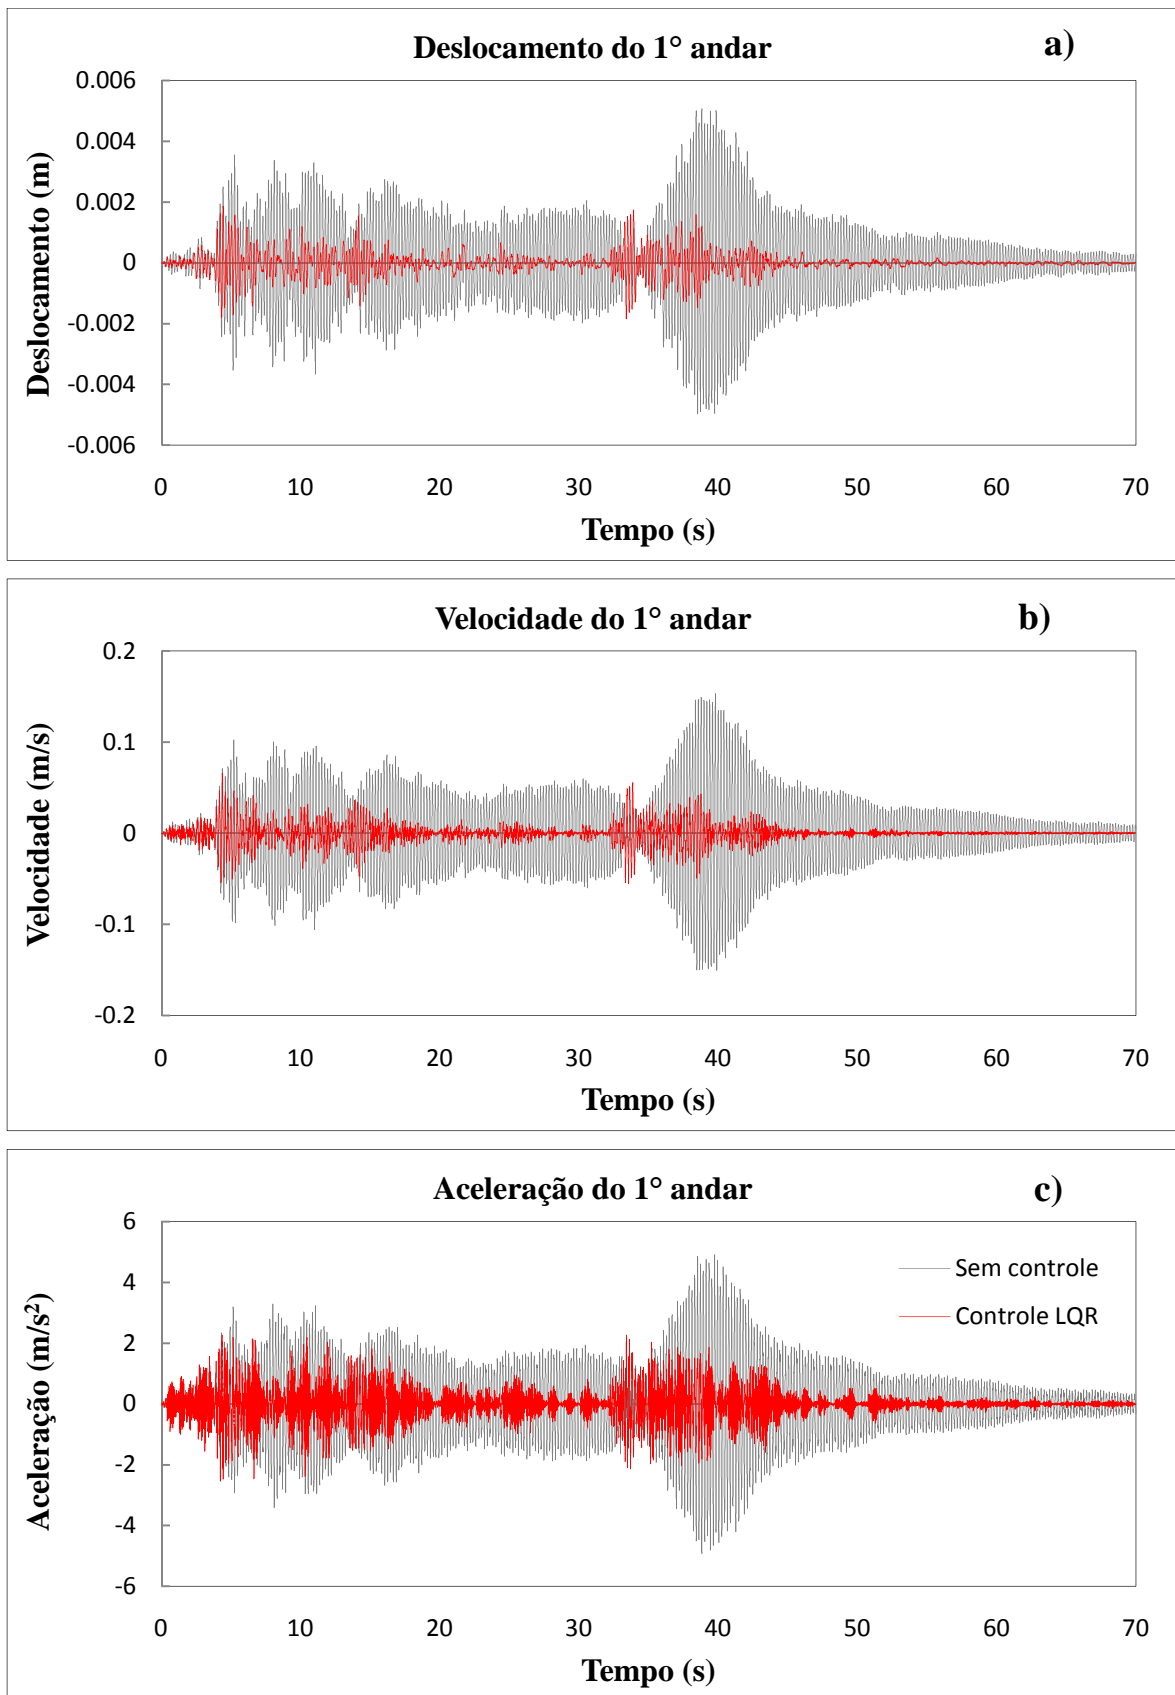 Deslocamento do 1° andar
a)
0.006
0.004
0.002
0
-0.002
-0.004
-0.006
Deslocamento (m)
0 10 20 30 40 50 60 70
Tempo (s)
Velocidade do 1° andar
b)
0.2
0.1
0
-0.1
-0.2
Velocidade (m/s)
0 10 20 30 40 50 60 70
Tempo (s)
Aceleração do 1° andar
c)
6
4
2
0
-2
-4
-6
Aceleração (m/s²)
Sem controle
Controle LQR
0 10 20 30 40 50 60 70
Tempo (s)